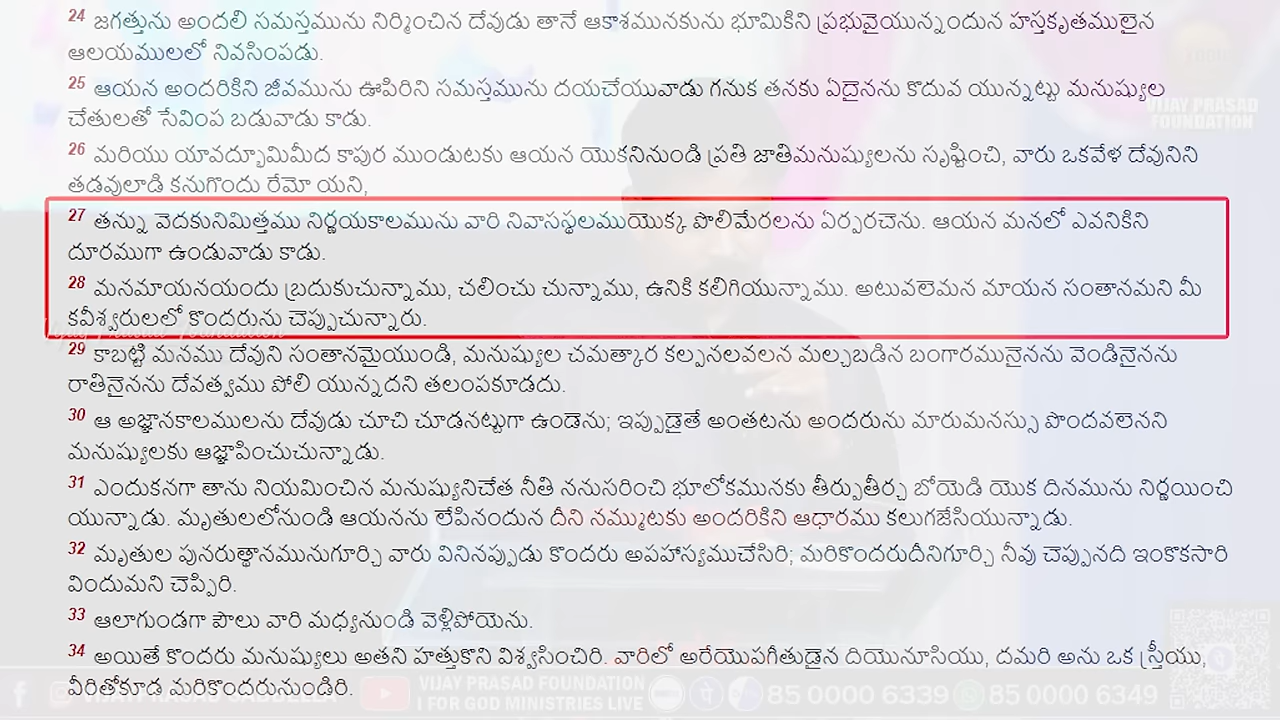 24 జగత్తును అందలి సమస్తమును నిర్మించిన దేవుడు తానే ఆకాశమునకును భూమికిని ప్రభువైయున్నందున హస్తకృతములైన
ఆలయములలో నివసింపడు.
25 ఆయన అందరికిని జీవమును ఊపిరిని సమస్తమును దయచేయువాడు గనుక తనకు ఏదైనను కొదువ యున్నట్టు మనుష్యుల
చేతులతో సేవింప బడువాడు కాడు.
VIJAY PRASAD
FOUNDATION
26 మరియు యావద్భూమిమీద కాపుర ముండుటకు ఆయన యొకనినుండి ప్రతి జాతిమనుష్యులను సృష్టించి, వారు ఒకవేళ దేవునిని
తడవులాడి కనుగొందు రేమో యని,
27 తన్ను వెదకునిమిత్తము నిర్ణయకాలమును వారి నివాసస్థలముయొక్క పొలిమేరలను ఏర్పరచెను. ఆయన మనలో ఎవనికిని
దూరముగా ఉండువాడు కాడు.
28 మనమాయనయందు బ్రదుకుచున్నాము, చలించు చున్నాము, ఉనికి కలిగియున్నాము. అటువలెమన మాయన సంతానమని మీ
కవీశ్వరులలో కొందరును చెప్పుచున్నారు.
Vijay Prasad Foundation
29 కాబట్టి మనము దేవుని సంతానమైయుండి, మనుష్యుల చమత్కార కల్పనలవలన మల్చబడిన బంగారమునైనను వెండినైనను
రాతినైనను దేవత్వము పోలి యున్నదని తలంపకూడదు.
30 ఆ అజ్ఞానకాలములను దేవుడు చూచి చూడనట్టుగా ఉండెను; ఇప్పుడైతే అంతటను అందరును మారుమనస్సు పొందవలెనని
మనుష్యులకు ఆజ్ఞాపించుచున్నాడు.
31 ఎందుకనగా తాను నియమించిన మనుష్యునిచేత నీతి ననుసరించి భూలోకమునకు తీర్పుతీర్చ బోయెడి యొక దినమును నిర్ణయించి
యున్నాడు. మృతులలోనుండి ఆయనను లేపినందున దీని నమ్ముటకు అందరికిని ఆధారము కలుగజేసియున్నాడు.
32 మృతుల పునరుత్థానమునుగూర్చి వారు వినినప్పుడు కొందరు అపహాస్యముచేసిరి; మరికొందరుదీనిగూర్చి నీవు చెప్పునది ఇంకొకసారి
విందుమని చెప్పిరి.
33 ఆలాగుండగా పౌలు వారి మధ్యనుండి వెళ్లిపోయెను.
34 అయితే కొందరు మనుష్యులు అతని హత్తుకొని విశ్వసించిరి. వారిలో అరేయొపగీతుడైన దియొనూసియు, దమరి అను ఒక స్త్రీయు,
వీరితోకూడ మరికొందరునుండిరి.
VIJAY PRASAD FOUNDATION
I FOR GOD MINISTRIES LIVE
85 0000 6339
85 0000 6349